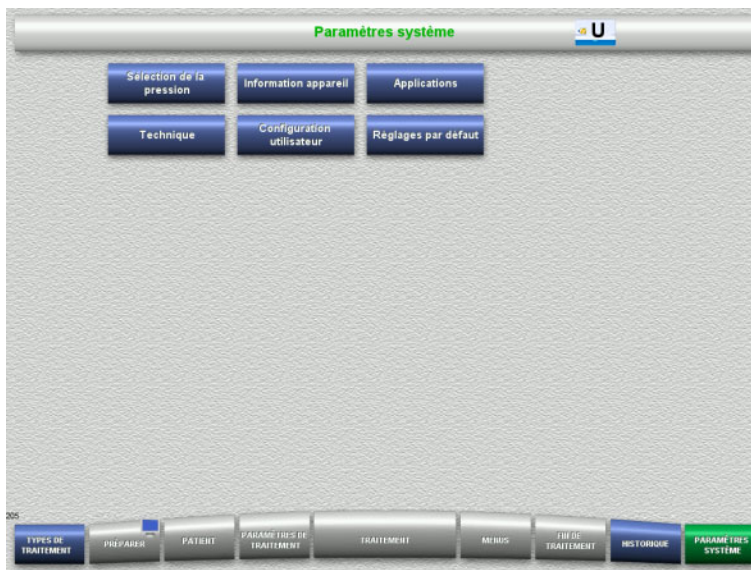 Paramètres système
U
Sélection de la
pression
Information appareil
Applications
Technique
Configuration
utilisateur
Réglages par défaut
205
TYPES DE
TRAITEMENT
PRÉPARER
PATIENT
PARAMÈTRES DE
TRAITEMENT
TRAITEMENT
MENUS
FIN DE
TRAITEMENT
HISTORIQUE
PARAMÈTRES
SYSTÈME